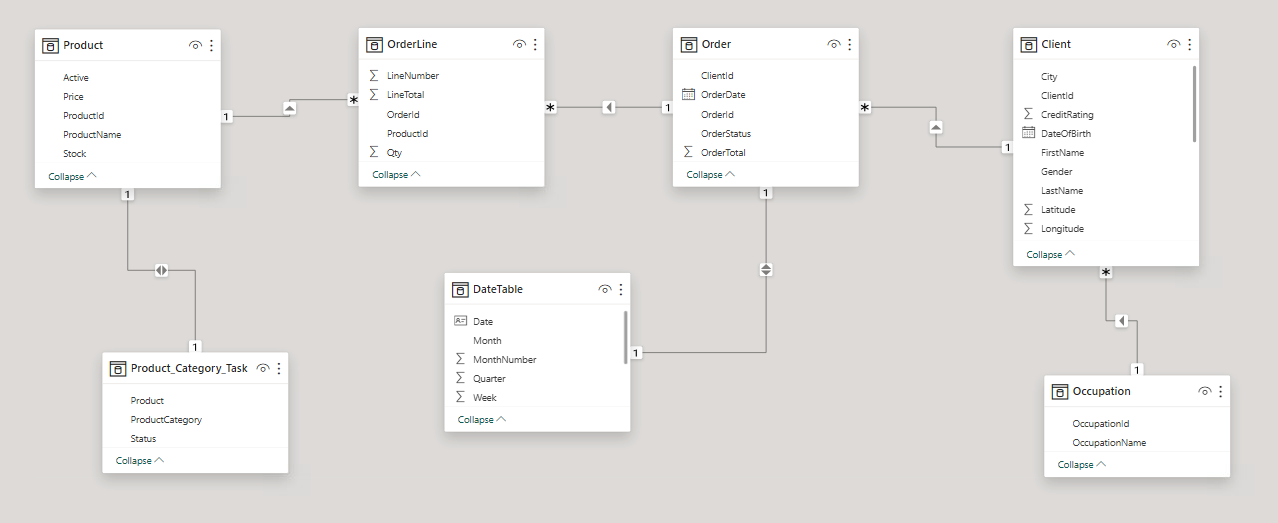 Product
Active
Price
ProductId
ProductName
Stock
Collapse
OrderLine
LineNumber
LineTotal
OrderId
ProductId
Qty
Collapse
Order
ClientId
OrderDate
OrderId
OrderStatus
OrderTotal
Collapse
Client
City
ClientId
CreditRating
DateOfBirth
FirstName
Gender
LastName
Latitude
Longitude
Collapse
1
*
*
1
*
1
1
1
*
DateTable
Date
Month
MonthNumber
Quarter
Week
Collapse
1
1
Product_Category_Task
Product
ProductCategory
Status
Collapse
1
Occupation
OccupationId
OccupationName
Collapse